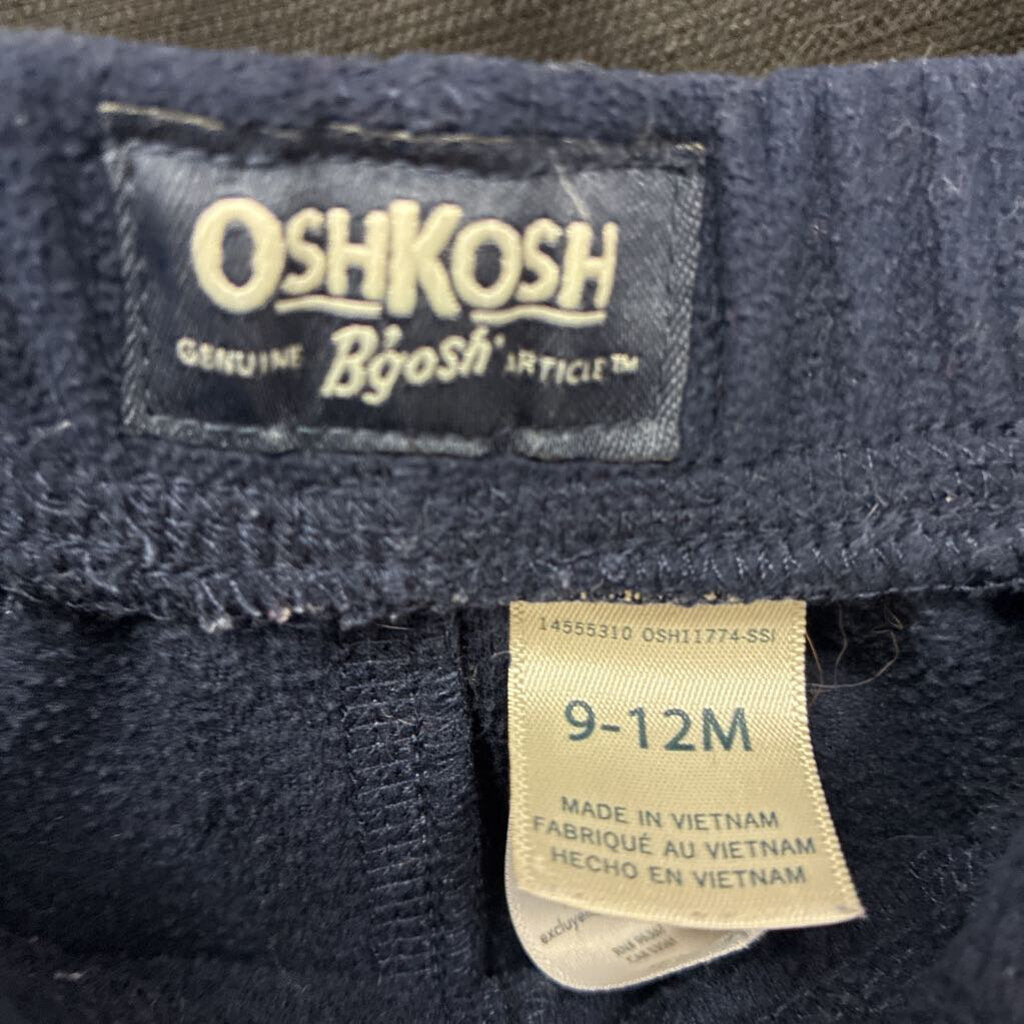 OSHKOSH
GENUINE B'gosh ARTICLE™
14555310 OSH11774-SSI
9-12M
MADE IN VIETNAM
FABRIQUÉ AU VIETNAM
HECHO EN VIETNAM